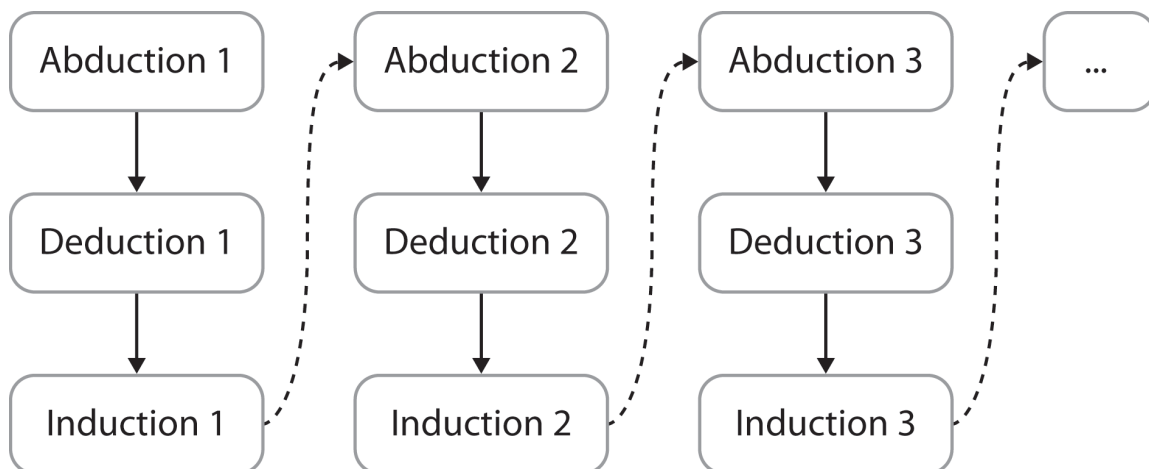 Abduction 1
Abduction 2
Abduction 3
...
Deduction 1
Deduction 2
Deduction 3
Induction 1
Induction 2
Induction 3